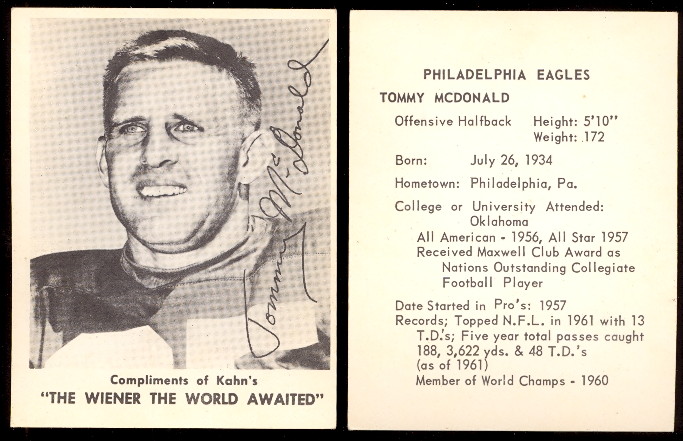 Tommy McDonald
Compliments of Kahn's
"THE WIENER THE WORLD AWAITED"
PHILADELPHIA EAGLES
TOMMY MCDONALD
Offensive Halfback Height: 5'10"
Weight: 172
Born: July 26, 1934
Hometown: Philadelphia, Pa.
College or University Attended:
Oklahoma
All American - 1956, All Star 1957
Received Maxwell Club Award as
Nations Outstanding Collegiate
Football Player
Date Started in Pro's: 1957
Records; Topped N.F.L. in 1961 with 13
T.D.'s; Five year total passes caught
188, 3,622 yds. & 48 T.D.'s
(as of 1961)
Member of World Champs - 1960